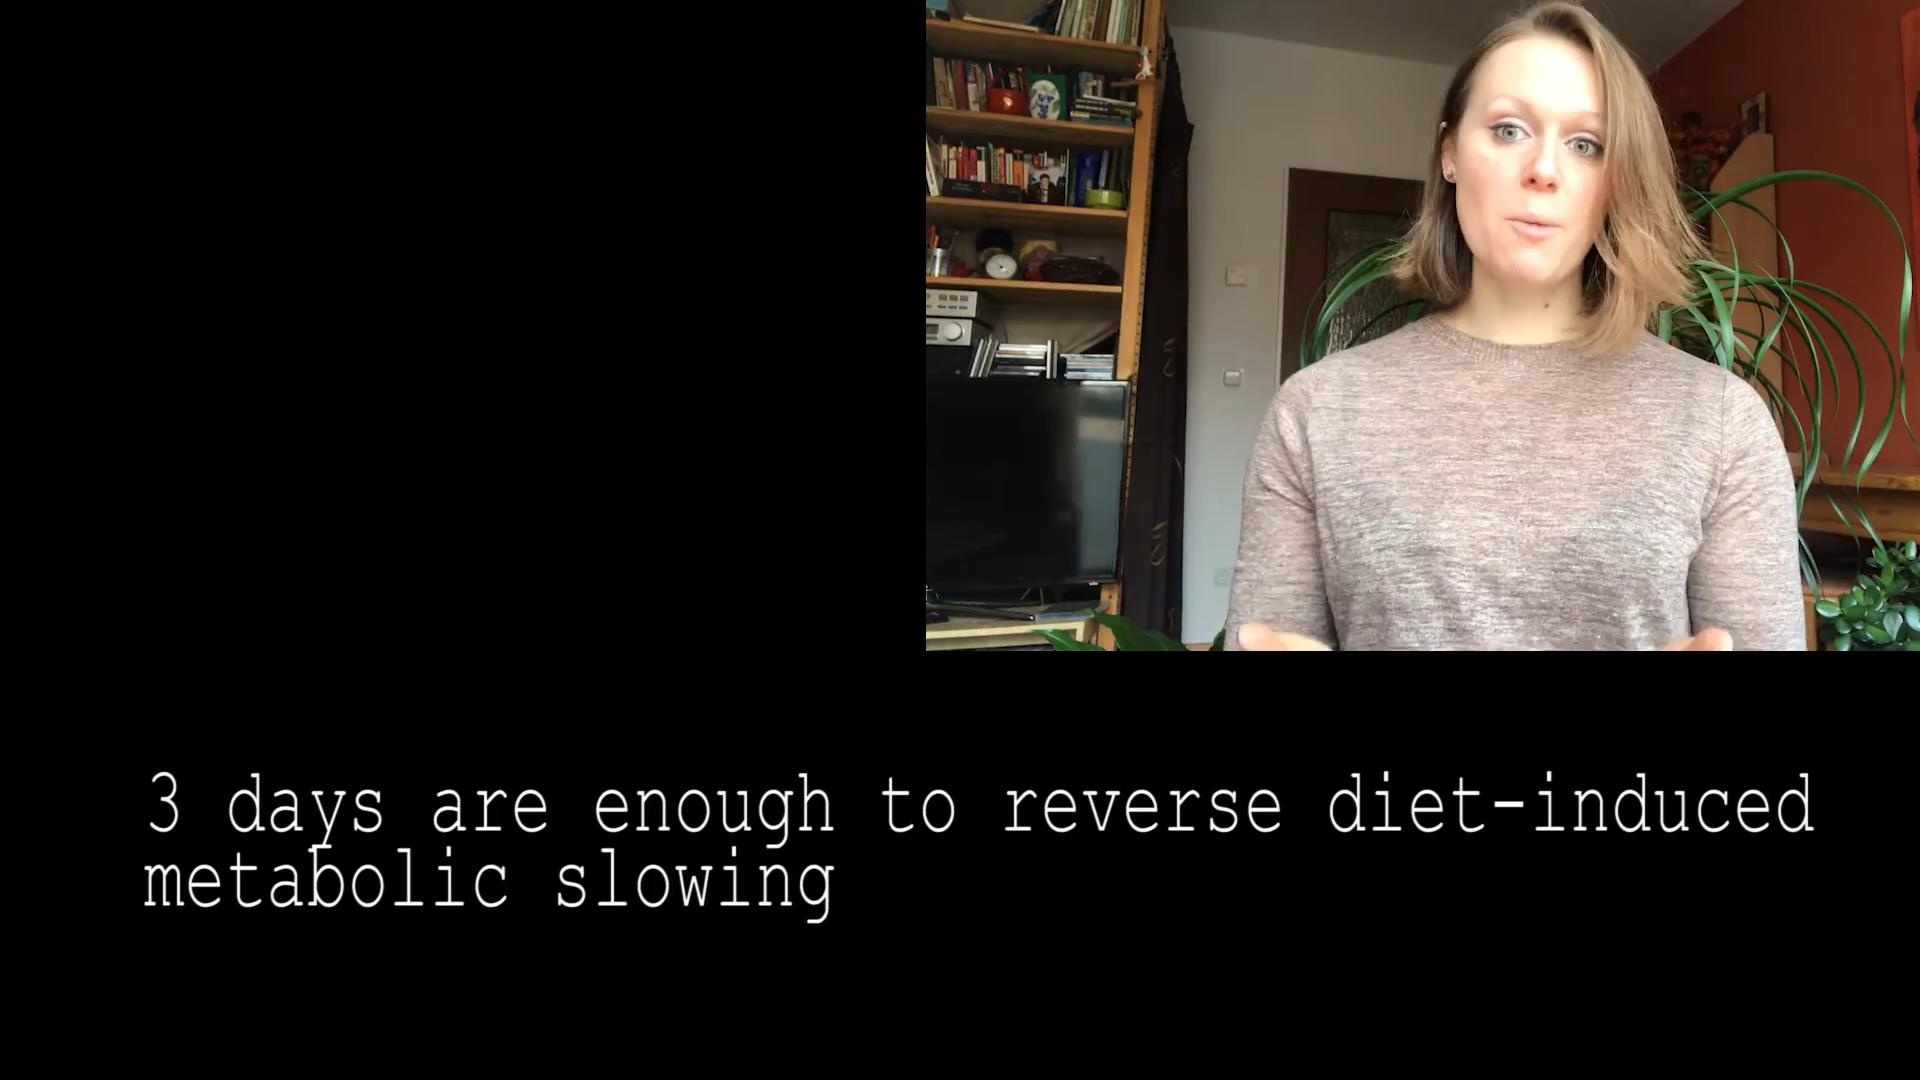 3 days are enough to reverse diet-induced
metabolic slowing